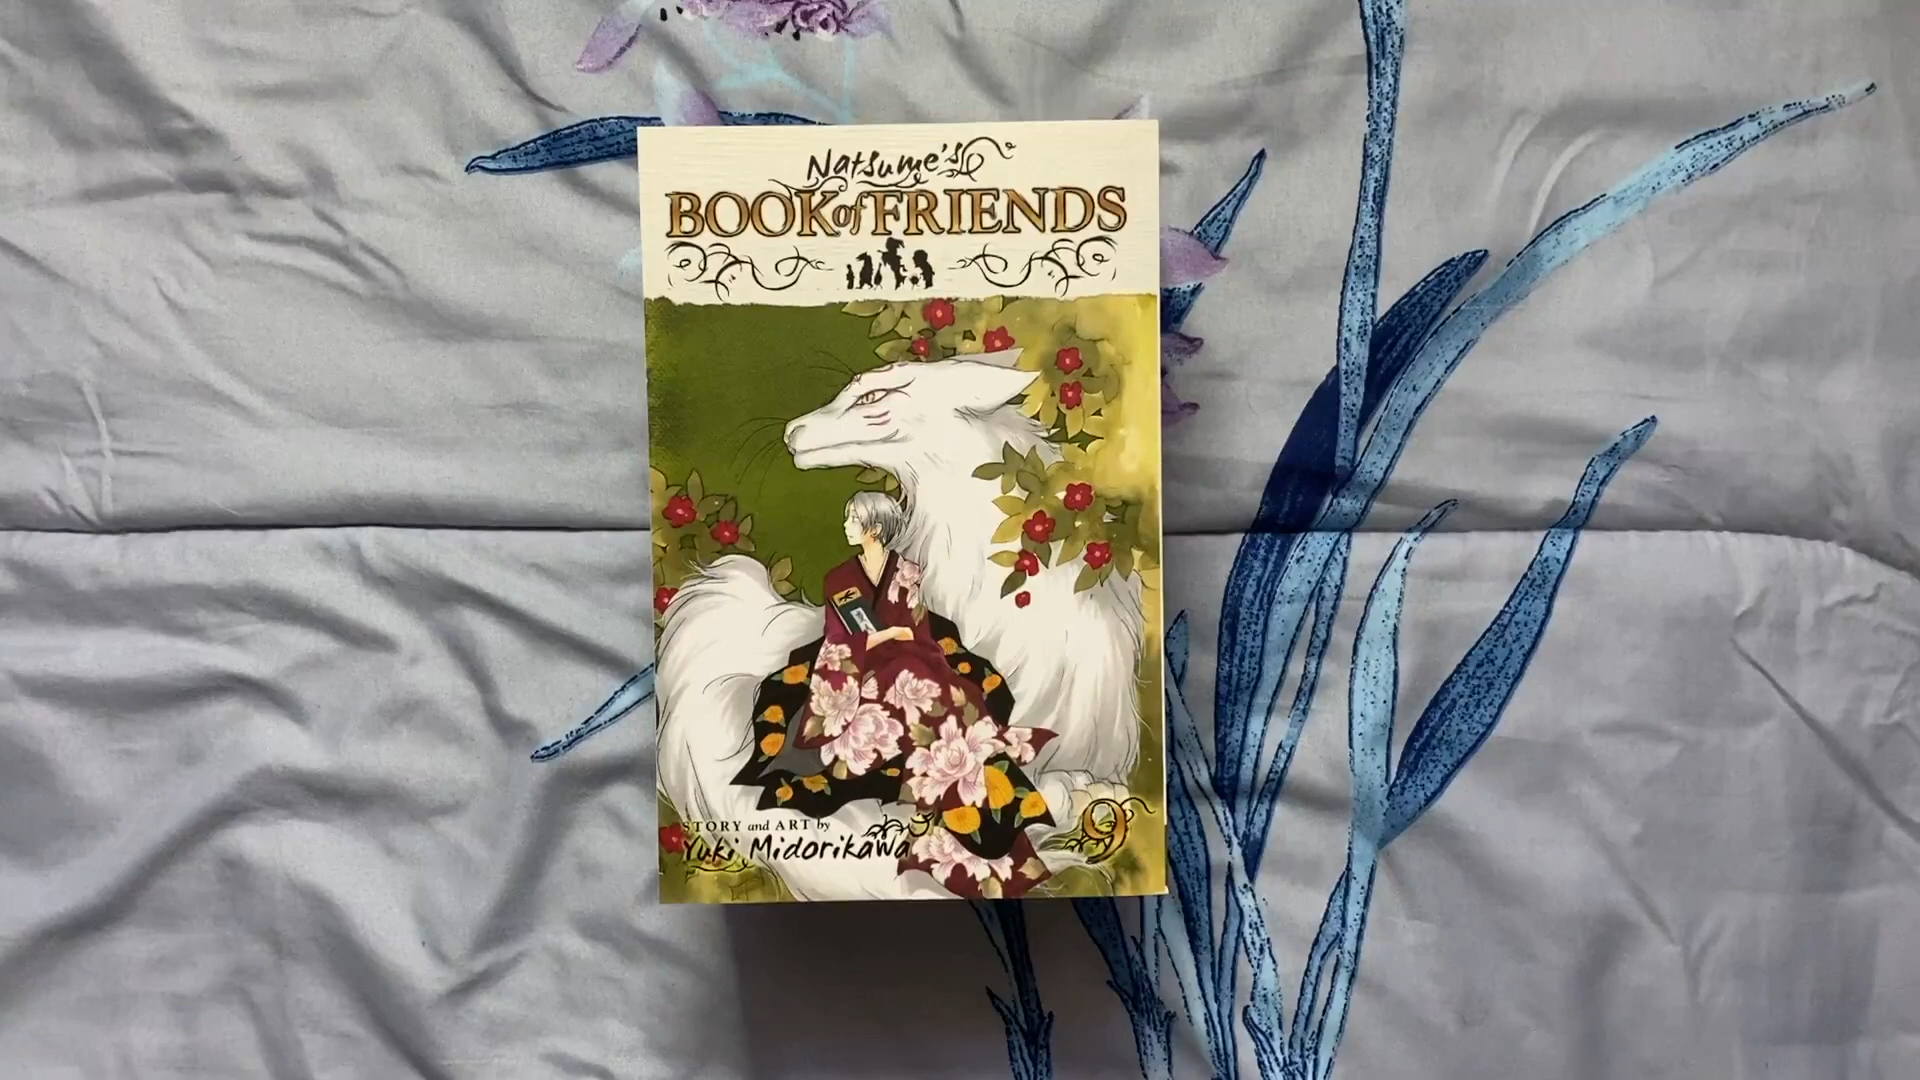 Natsume's
BOOK of FRIENDS
STORY and ART by
Yuki Midorikawa
9